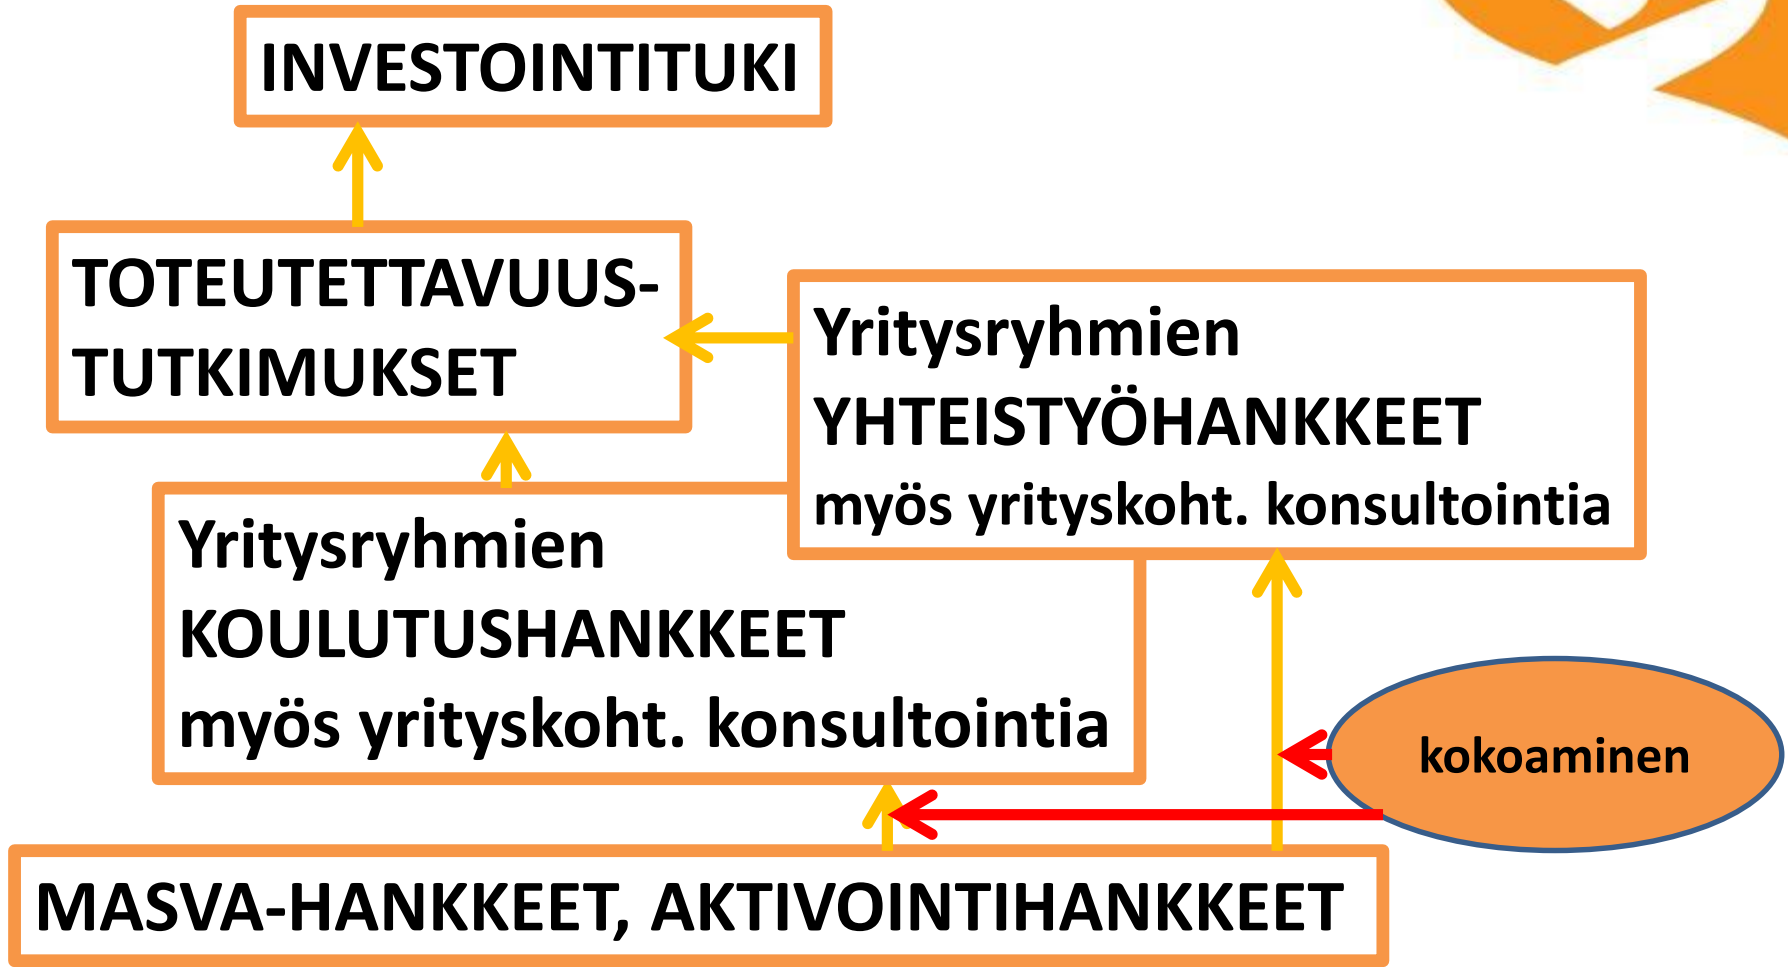 INVESTOINTITUKI
TOTEUTETTAVUUS-
TUTKIMUKSET
Yritysryhmien
YHTEISTYÖHANKKEET
myös yrityskoht. konsultointia
Yritysryhmien
KOULUTUSHANKKEET
myös yrityskoht. konsultointia
kokoaminen
MASVA-HANKKEET, AKTIVOINTIHANKKEET